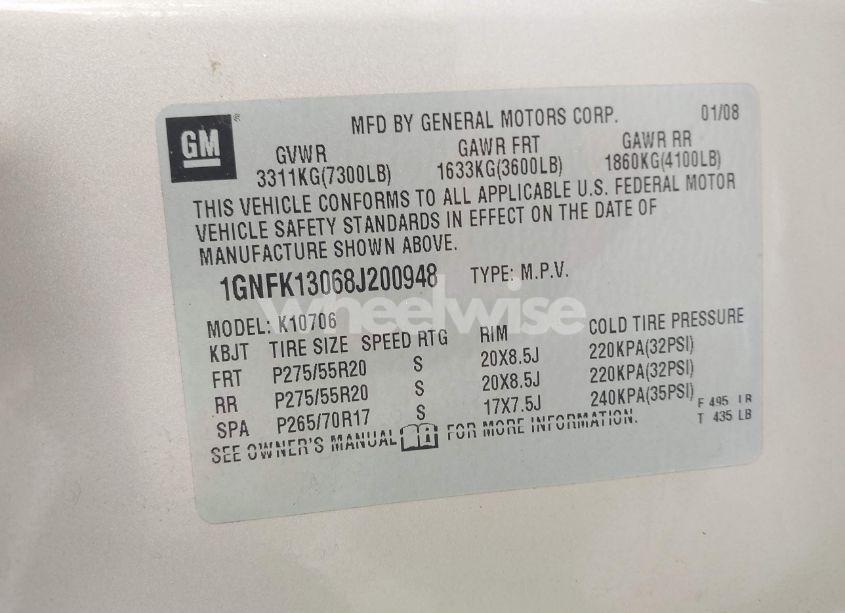 GM
MFD BY GENERAL MOTORS CORP. 01/08
GVWR GAWR FRT GAWR RR
3311KG(7300LB) 1633KG(3600LB) 1860KG(4100LB)
THIS VEHICLE CONFORMS TO ALL APPLICABLE U.S. FEDERAL MOTOR
VEHICLE SAFETY STANDARDS IN EFFECT ON THE DATE OF
MANUFACTURE SHOWN ABOVE.
1GNFK13068J200948 TYPE: M.P.V.
Wheelwise
MODEL: K10706
KBJT TIRE SIZE SPEED RTG RIM COLD TIRE PRESSURE
FRT P275/55R20 S 20X8.5J 220KPA(32PSI)
RR P275/55R20 S 20X8.5J 220KPA(32PSI)
SPA P265/70R17 S 17X7.5J 240KPA(35PSI) F 495 LB
SEE OWNER'S MANUAL FOR MORE INFORMATION. T 435 LB